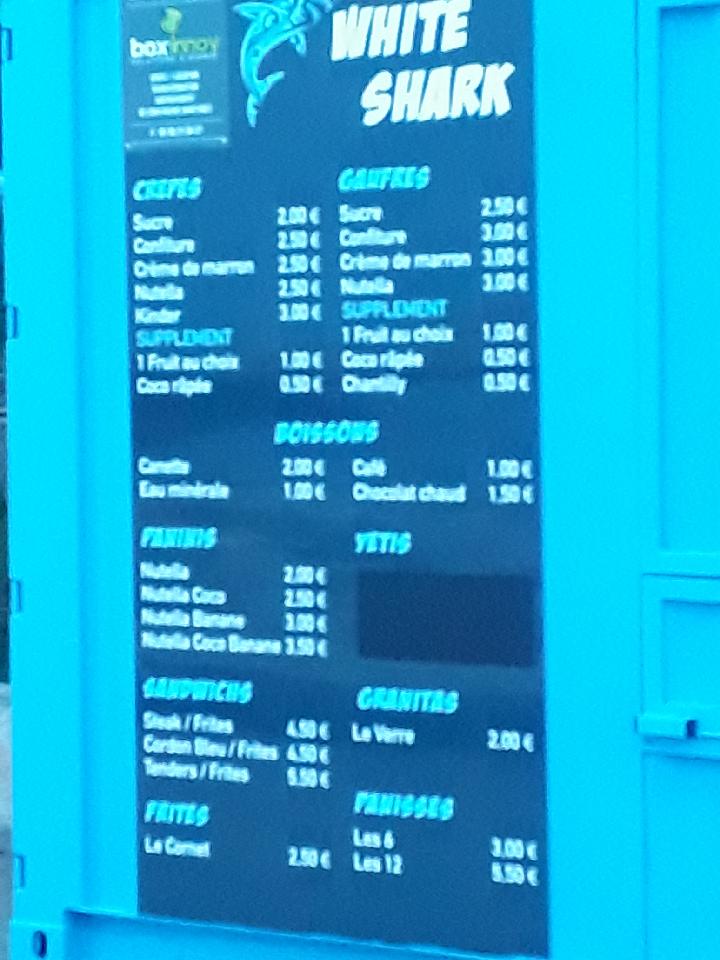 boxinnov
WHITE
SHARK
CREPES
Sucre 2.00 €
Confiture 2.50 €
Crème de marron 2.50 €
Nutella 2.50 €
Kinder 3.00 €
SUPPLEMENT
1 Fruit au choix 1.00 €
Coco râpée 0.50 €
GAUFRES
Sucre 2.50 €
Confiture 3.00 €
Crème de marron 3.00 €
Nutella 3.00 €
SUPPLEMENT
1 Fruit au choix 1.00 €
Coco râpée 0.50 €
Chantilly 0.50 €
BOISSONS
Canette 2.00 €
Eau minérale 1.00 €
Café 1.00 €
Chocolat chaud 1.50 €
PANINIS
Nutella 2.00 €
Nutella Coco 2.50 €
Nutella Banane 3.00 €
Nutella Coco Banane 3.50 €
YETIS
SANDWICHS
Steak / Frites 4.50 €
Cordon Bleu / Frites 4.50 €
Tenders / Frites 5.50 €
GRANITAS
Le Verre 2.00 €
FRITES
Le Cornet 2.50 €
PANISSES
Les 6 3.00 €
Les 12 5.50 €